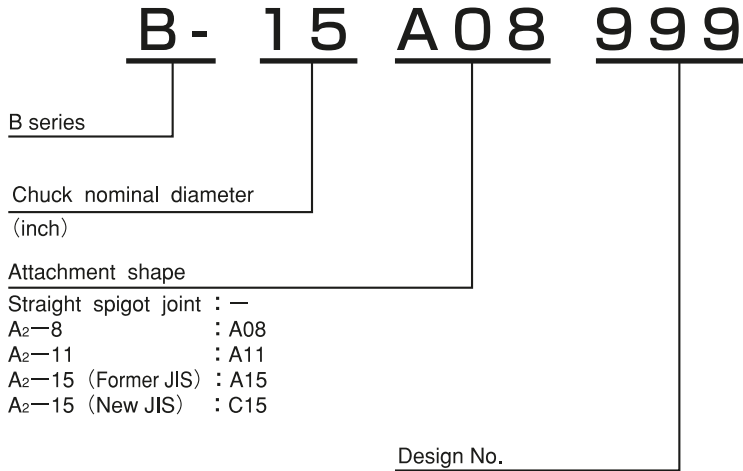 B- 15 A08 999
B series
Chuck nominal diameter
(inch)
Attachment shape
Straight spigot joint : —
A2—8 : A08
A2—11 : A11
A2—15 (Former JIS) : A15
A2—15 (New JIS) : C15
Design No.